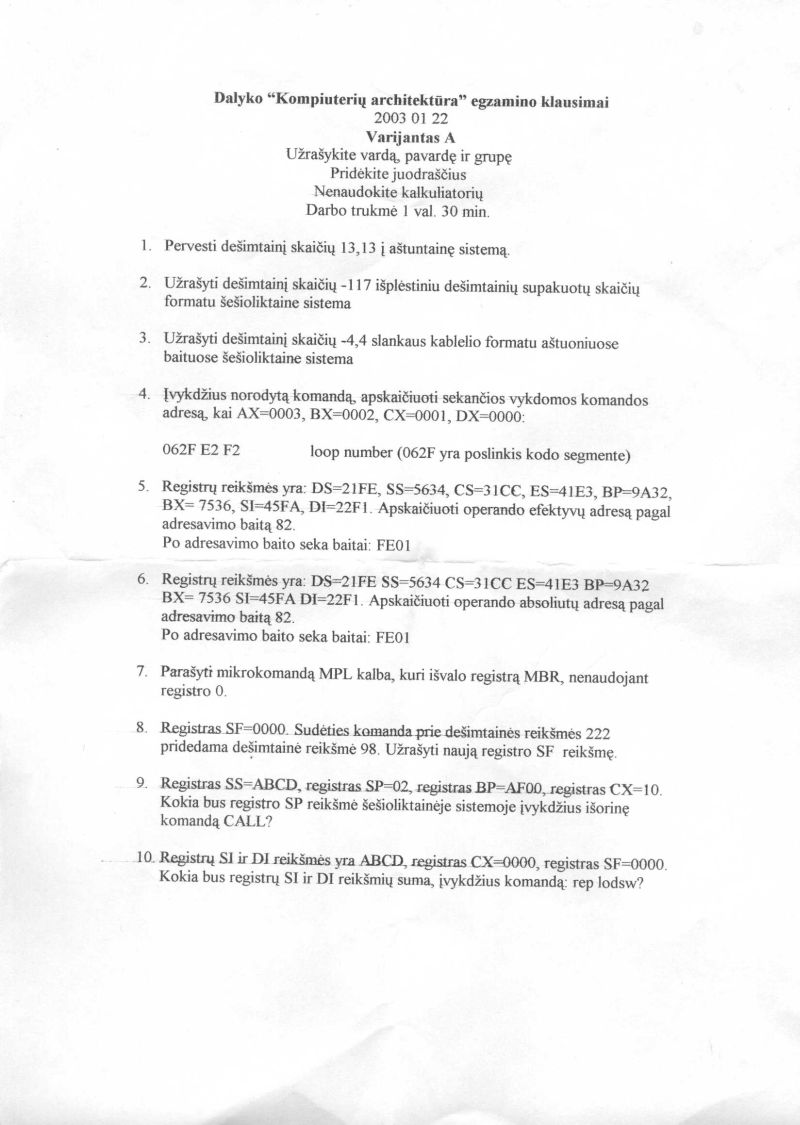 Dalyko “Kompiuterių architektūra” egzamino klausimai
2003 01 22
Varijantas A
Užrašykite vardą, pavardę ir grupę
Pridėkite juodraščius
Nenaudokite kalkuliatorių
Darbo trukmė 1 val. 30 min.
1. Pervesti dešimtainį skaičių 13,13 į aštuntainę sistemą.
2. Užrašyti dešimtainį skaičių -117 išplėstiniu dešimtainių supakuotų skaičių
formatu šešioliktaine sistema
3. Užrašyti dešimtainį skaičių -4,4 slankaus kablelio formatu aštuoniuose
baituose šešioliktaine sistema
4. Įvykdžius norodytą komandą, apskaičiuoti sekančios vykdomos komandos
adresą, kai AX=0003, BX=0002, CX=0001, DX=0000:
062F E2 F2 loop number (062F yra poslinkis kodo segmente)
5. Registrų reikšmės yra: DS=21FE, SS=5634, CS=31CC, ES=41E3, BP=9A32,
BX= 7536, SI=45FA, DI=22F1. Apskaičiuoti operando efektyvų adresą pagal
adresavimo baitą 82.
Po adresavimo baito seka baitai: FE01
6. Registrų reikšmės yra: DS=21FE SS=5634 CS=31CC ES=41E3 BP=9A32
BX= 7536 SI=45FA DI=22F1. Apskaičiuoti operando absoliutų adresą pagal
adresavimo baitą 82.
Po adresavimo baito seka baitai: FE01
7. Parašyti mikrokomandą MPL kalba, kuri išvalo registrą MBR, nenaudojant
registro 0.
8. Registras SF=0000. Sudėties komanda prie dešimtainės reikšmės 222
pridedama dešimtainė reikšmė 98. Užrašyti naują registro SF reikšmę.
9. Registras SS=ABCD, registras SP=02, registras BP=AF00, registras CX=10.
Kokia bus registro SP reikšmė šešioliktainėje sistemoje įvykdžius išorinę
komandą CALL?
10. Registrų SI ir DI reikšmės yra ABCD, registras CX=0000, registras SF=0000.
Kokia bus registrų SI ir DI reikšmių suma, įvykdžius komandą: rep lodsw?